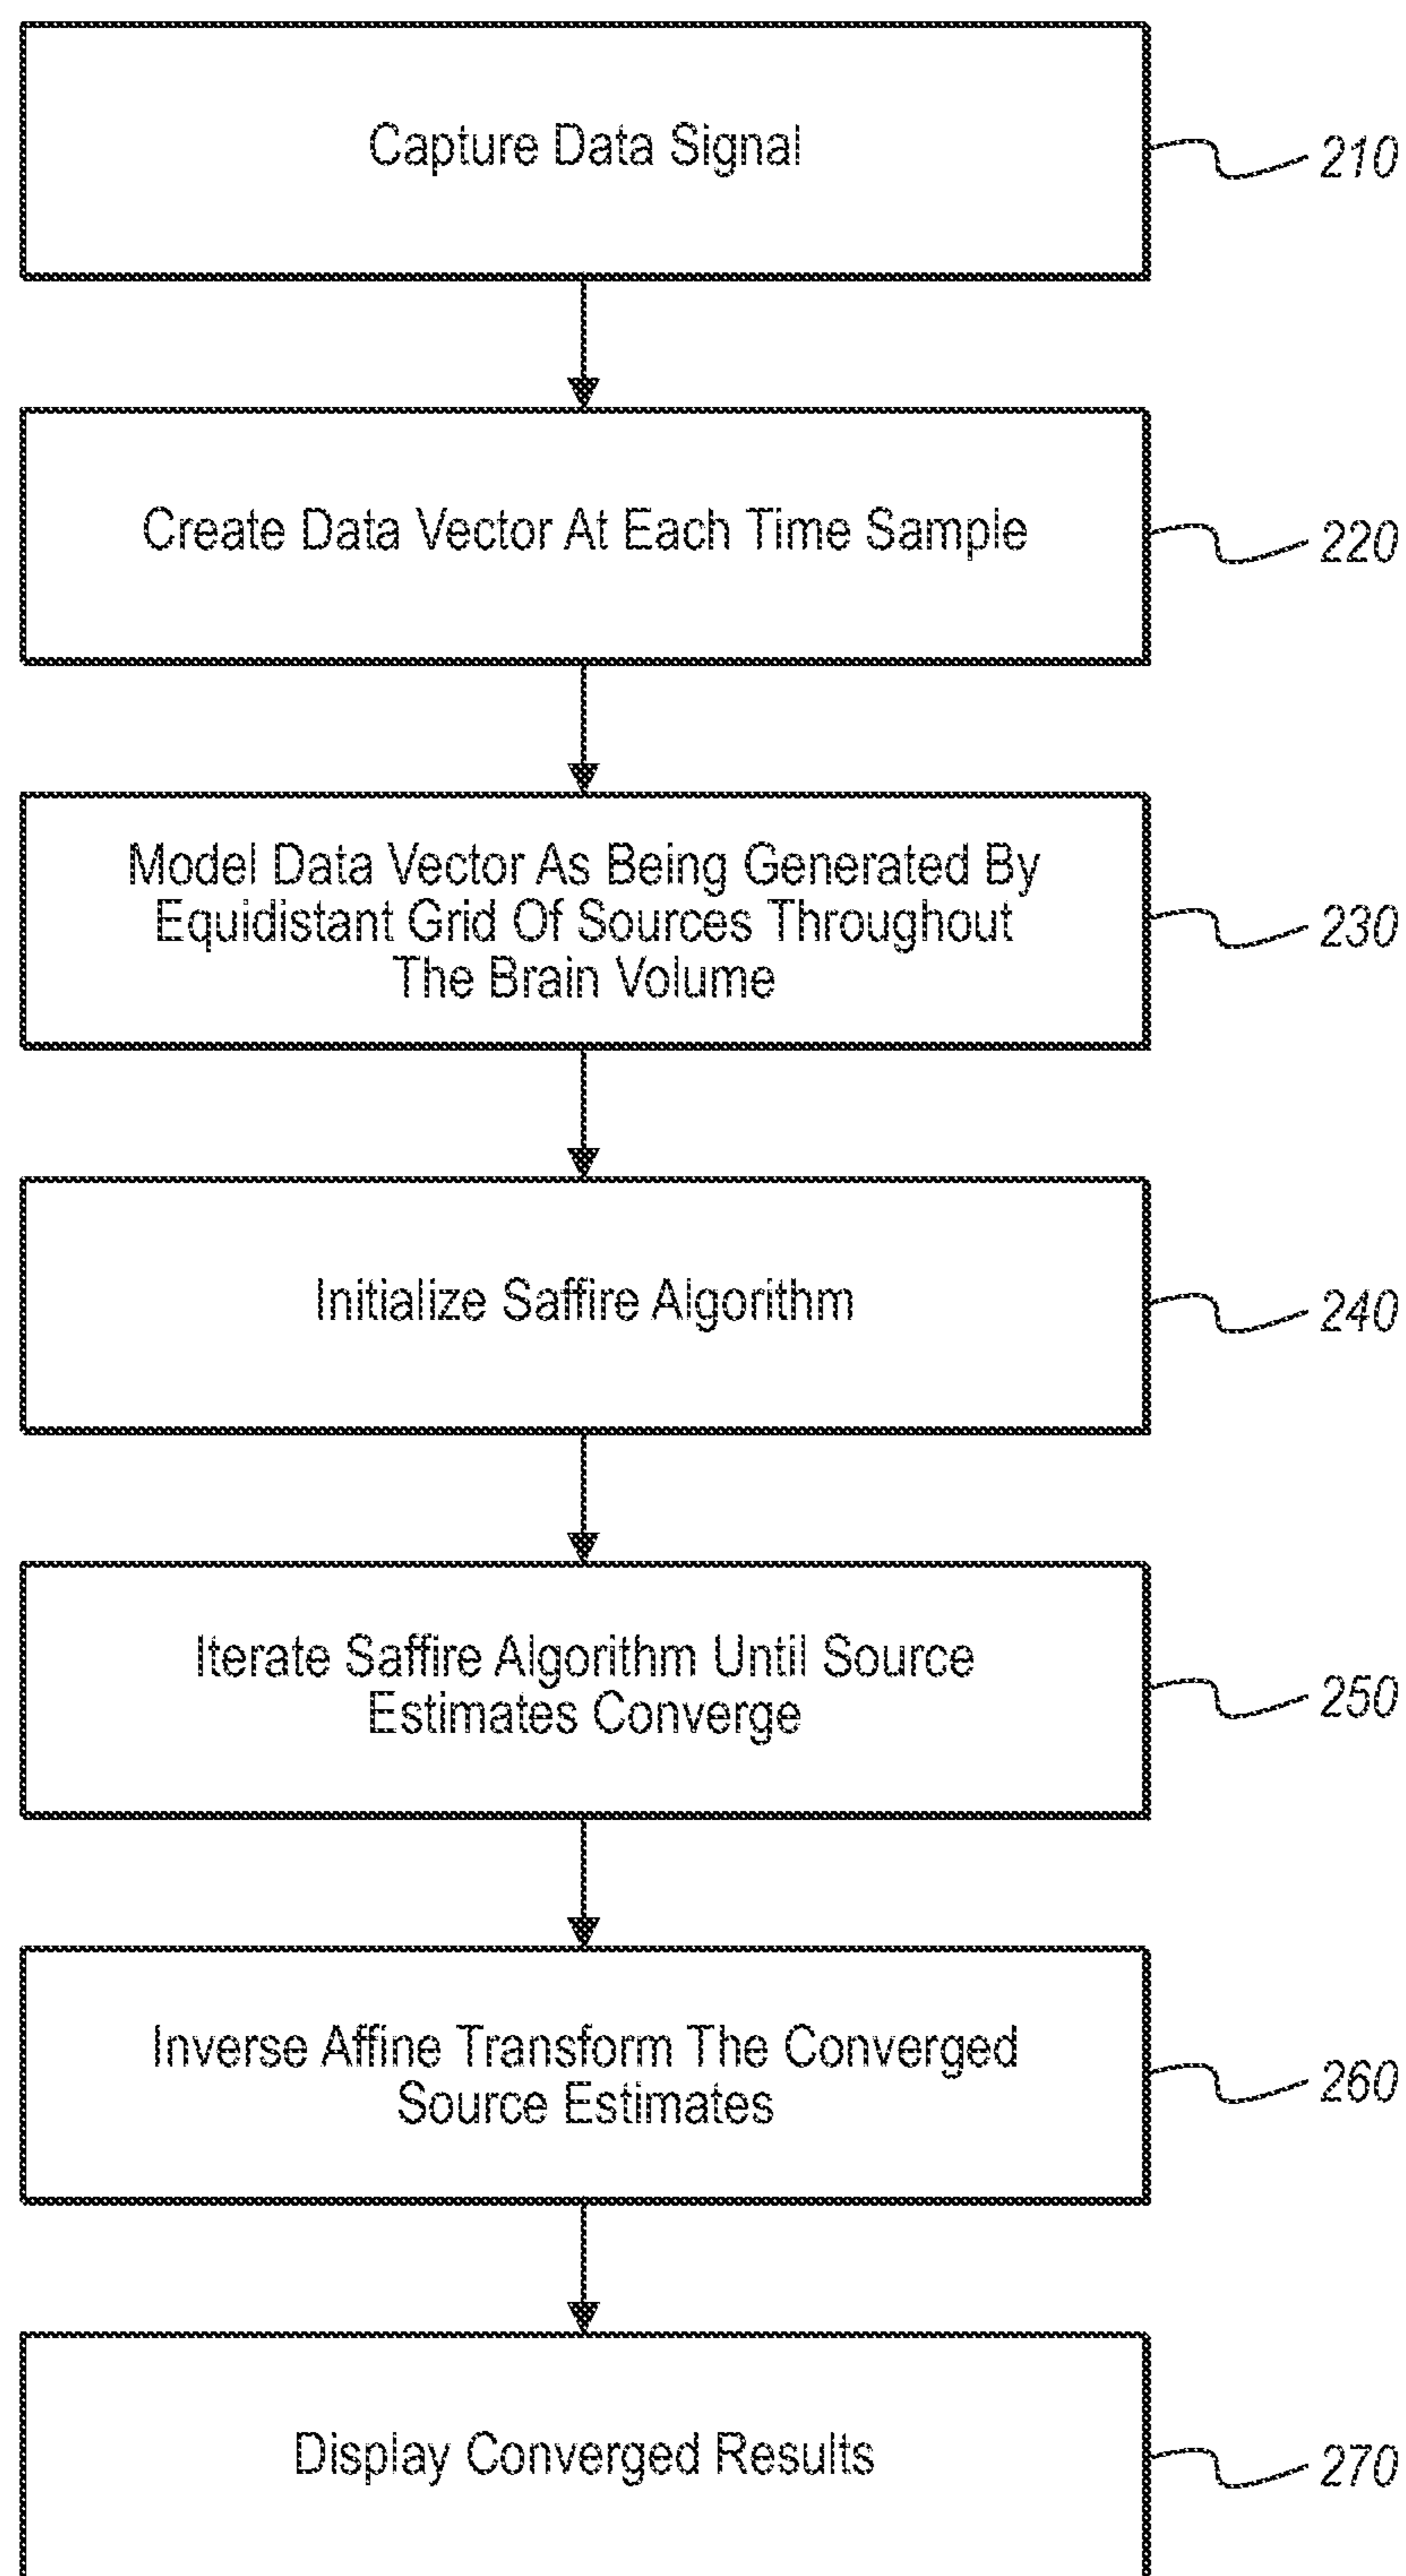 Capture Data Signal
210
Create Data Vector At Each Time Sample
220
Model Data Vector As Being Generated By
Equidistant Grid Of Sources Throughout
The Brain Volume
230
Initialize Saffire Algorithm
240
Iterate Saffire Algorithm Until Source
Estimates Converge
250
Inverse Affine Transform The Converged
Source Estimates
260
Display Converged Results
270